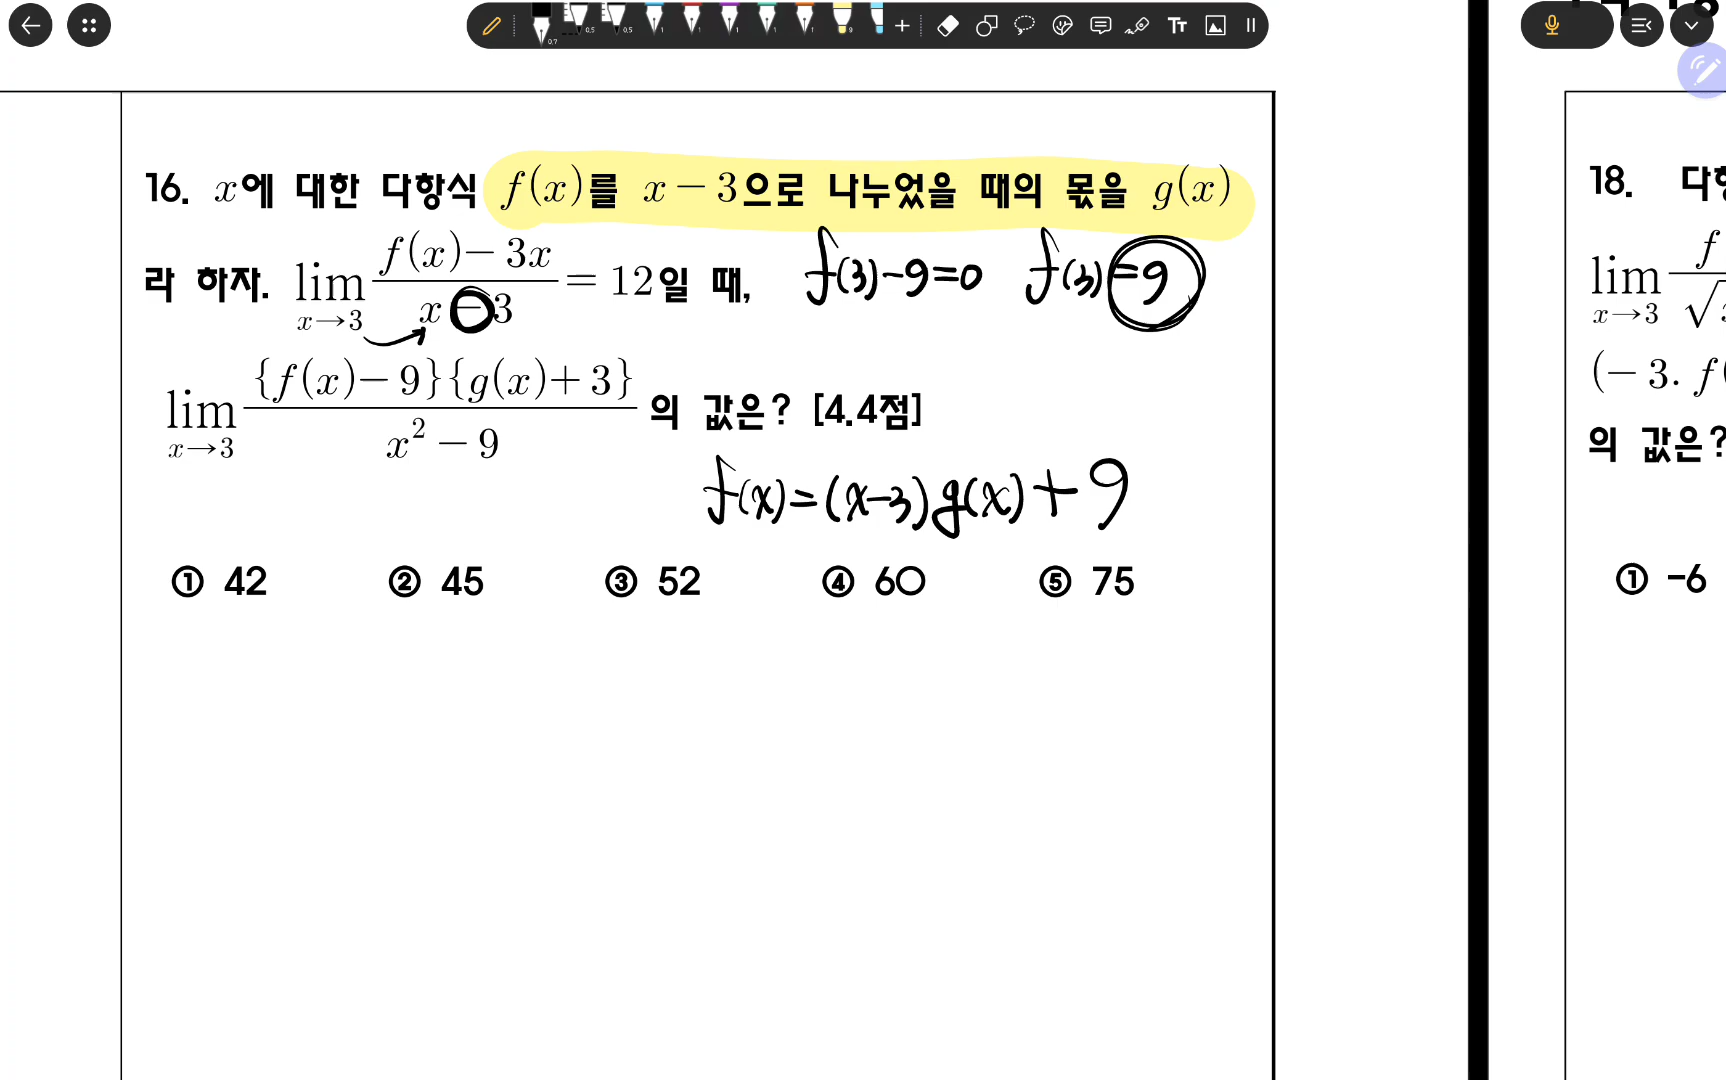 16. x에 대한 다항식 f(x)를 x-3으로 나누었을 때의 몫을 g(x)
라 하자. lim_{x→3} \frac{f(x)-3x}{x-3} = 12일 때,
f(3)-9=0 f(3)=9
lim_{x→3} \frac{\{f(x)-9\}\{g(x)+3\}}{x^2-9} 의 값은? [4.4점]
f(x)=(x-3)g(x)+9
① 42 ② 45 ③ 52 ④ 60 ⑤ 75
18.
lim_{x→3}
(-3. f
의 값은?
① -6